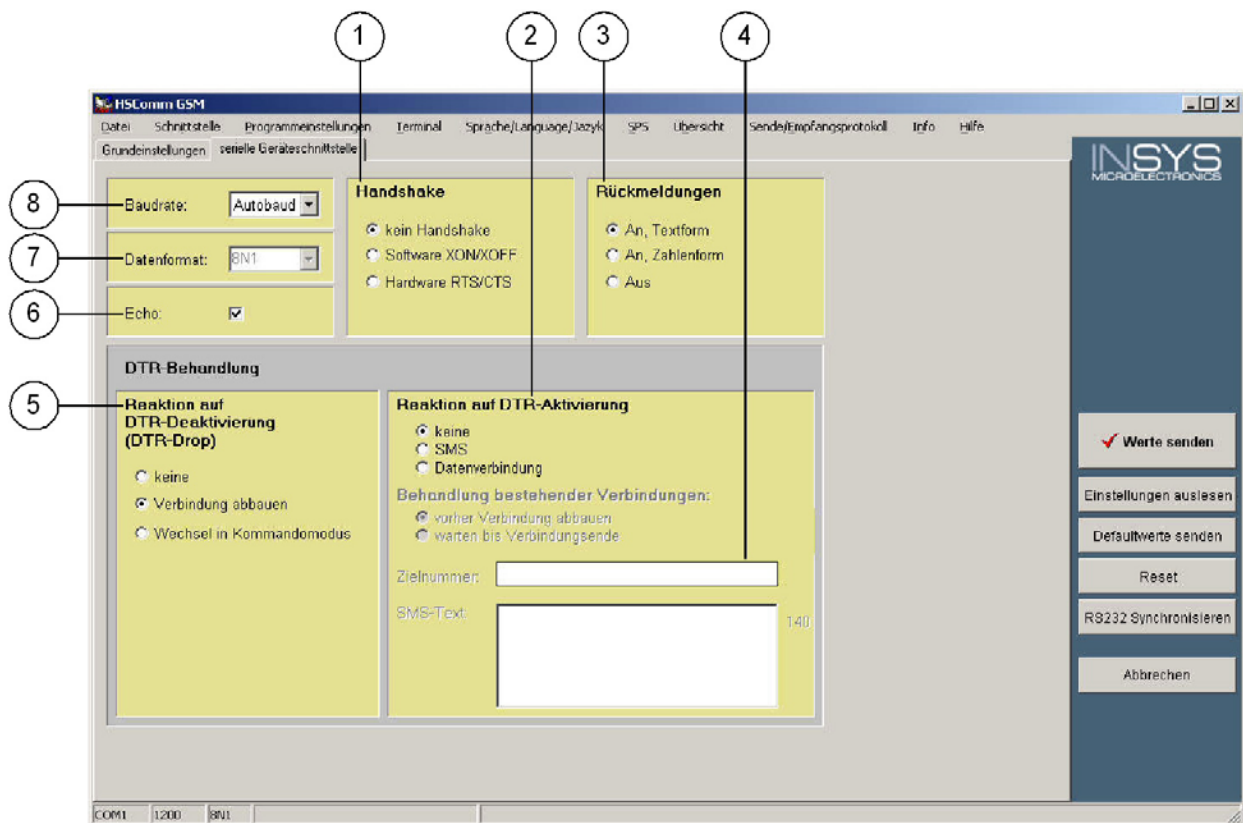 1 2 3 4
HSComm GSM
Datei Schnittstelle Programmeinstellungen Terminal Sprache/Language/Jazyk SPS Übersicht Sende/Empfangsprotokoll Info Hilfe
Grundeinstellungen serielle Geräteschnittstelle
INSYS
MICROELECTRONICS
8
Baudrate: Autobaud
7
Datenformat: 8N1
6
Echo:
Handshake
kein Handshake
Software XON/XOFF
Hardware RTS/CTS
Rückmeldungen
An, Textform
An, Zahlenform
Aus
DTR-Behandlung
5
Reaktion auf
DTR-Deaktivierung
(DTR-Drop)
keine
Verbindung abbauen
Wechsel in Kommandomodus
Reaktion auf DTR-Aktivierung
keine
SMS
Datenverbindung
Behandlung bestehender Verbindungen:
vorher Verbindung abbauen
warten bis Verbindungsende
Zielnummer:
SMS-Text:
140
Werte senden
Einstellungen auslesen
Defaultwerte senden
Reset
RS232 Synchronisieren
Abbrechen
COM1 1200 8N1